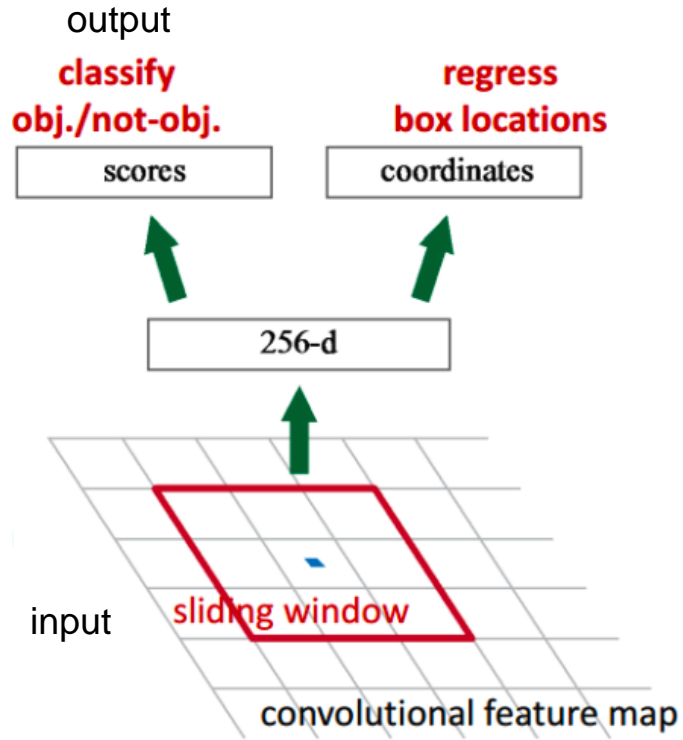 output
classify
obj./not-obj.
regress
box locations
scores
coordinates
256-d
sliding window
input
convolutional feature map